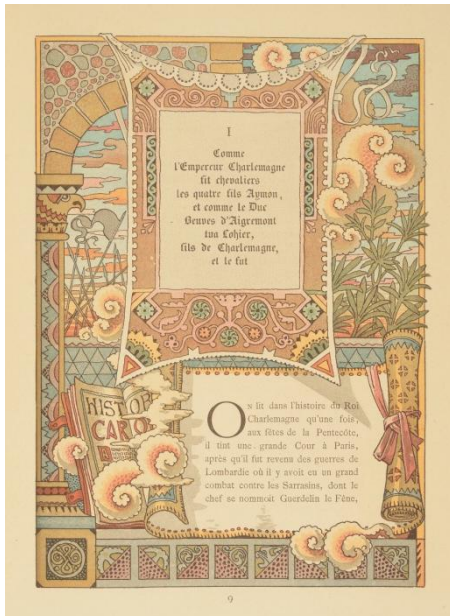 I
Comme
l'Empereur Charlemagne
fit chevaliers
les quatre fils Aymon,
et comme le Duc
Beuves d'Aigremont
tua Lohier,
fils de Charlemagne,
et le fut
HISTOR
CAROL
On lit dans l'histoire du Roi
Charlemagne qu'une fois,
aux fêtes de la Pentecôte,
il tint une grande Cour à Paris,
après qu'il fut revenu des guerres de
Lombardie où il y avoit eu un grand
combat contre les Sarrasins, dont le
chef se nommoit Guerdelin le Fêne,
9